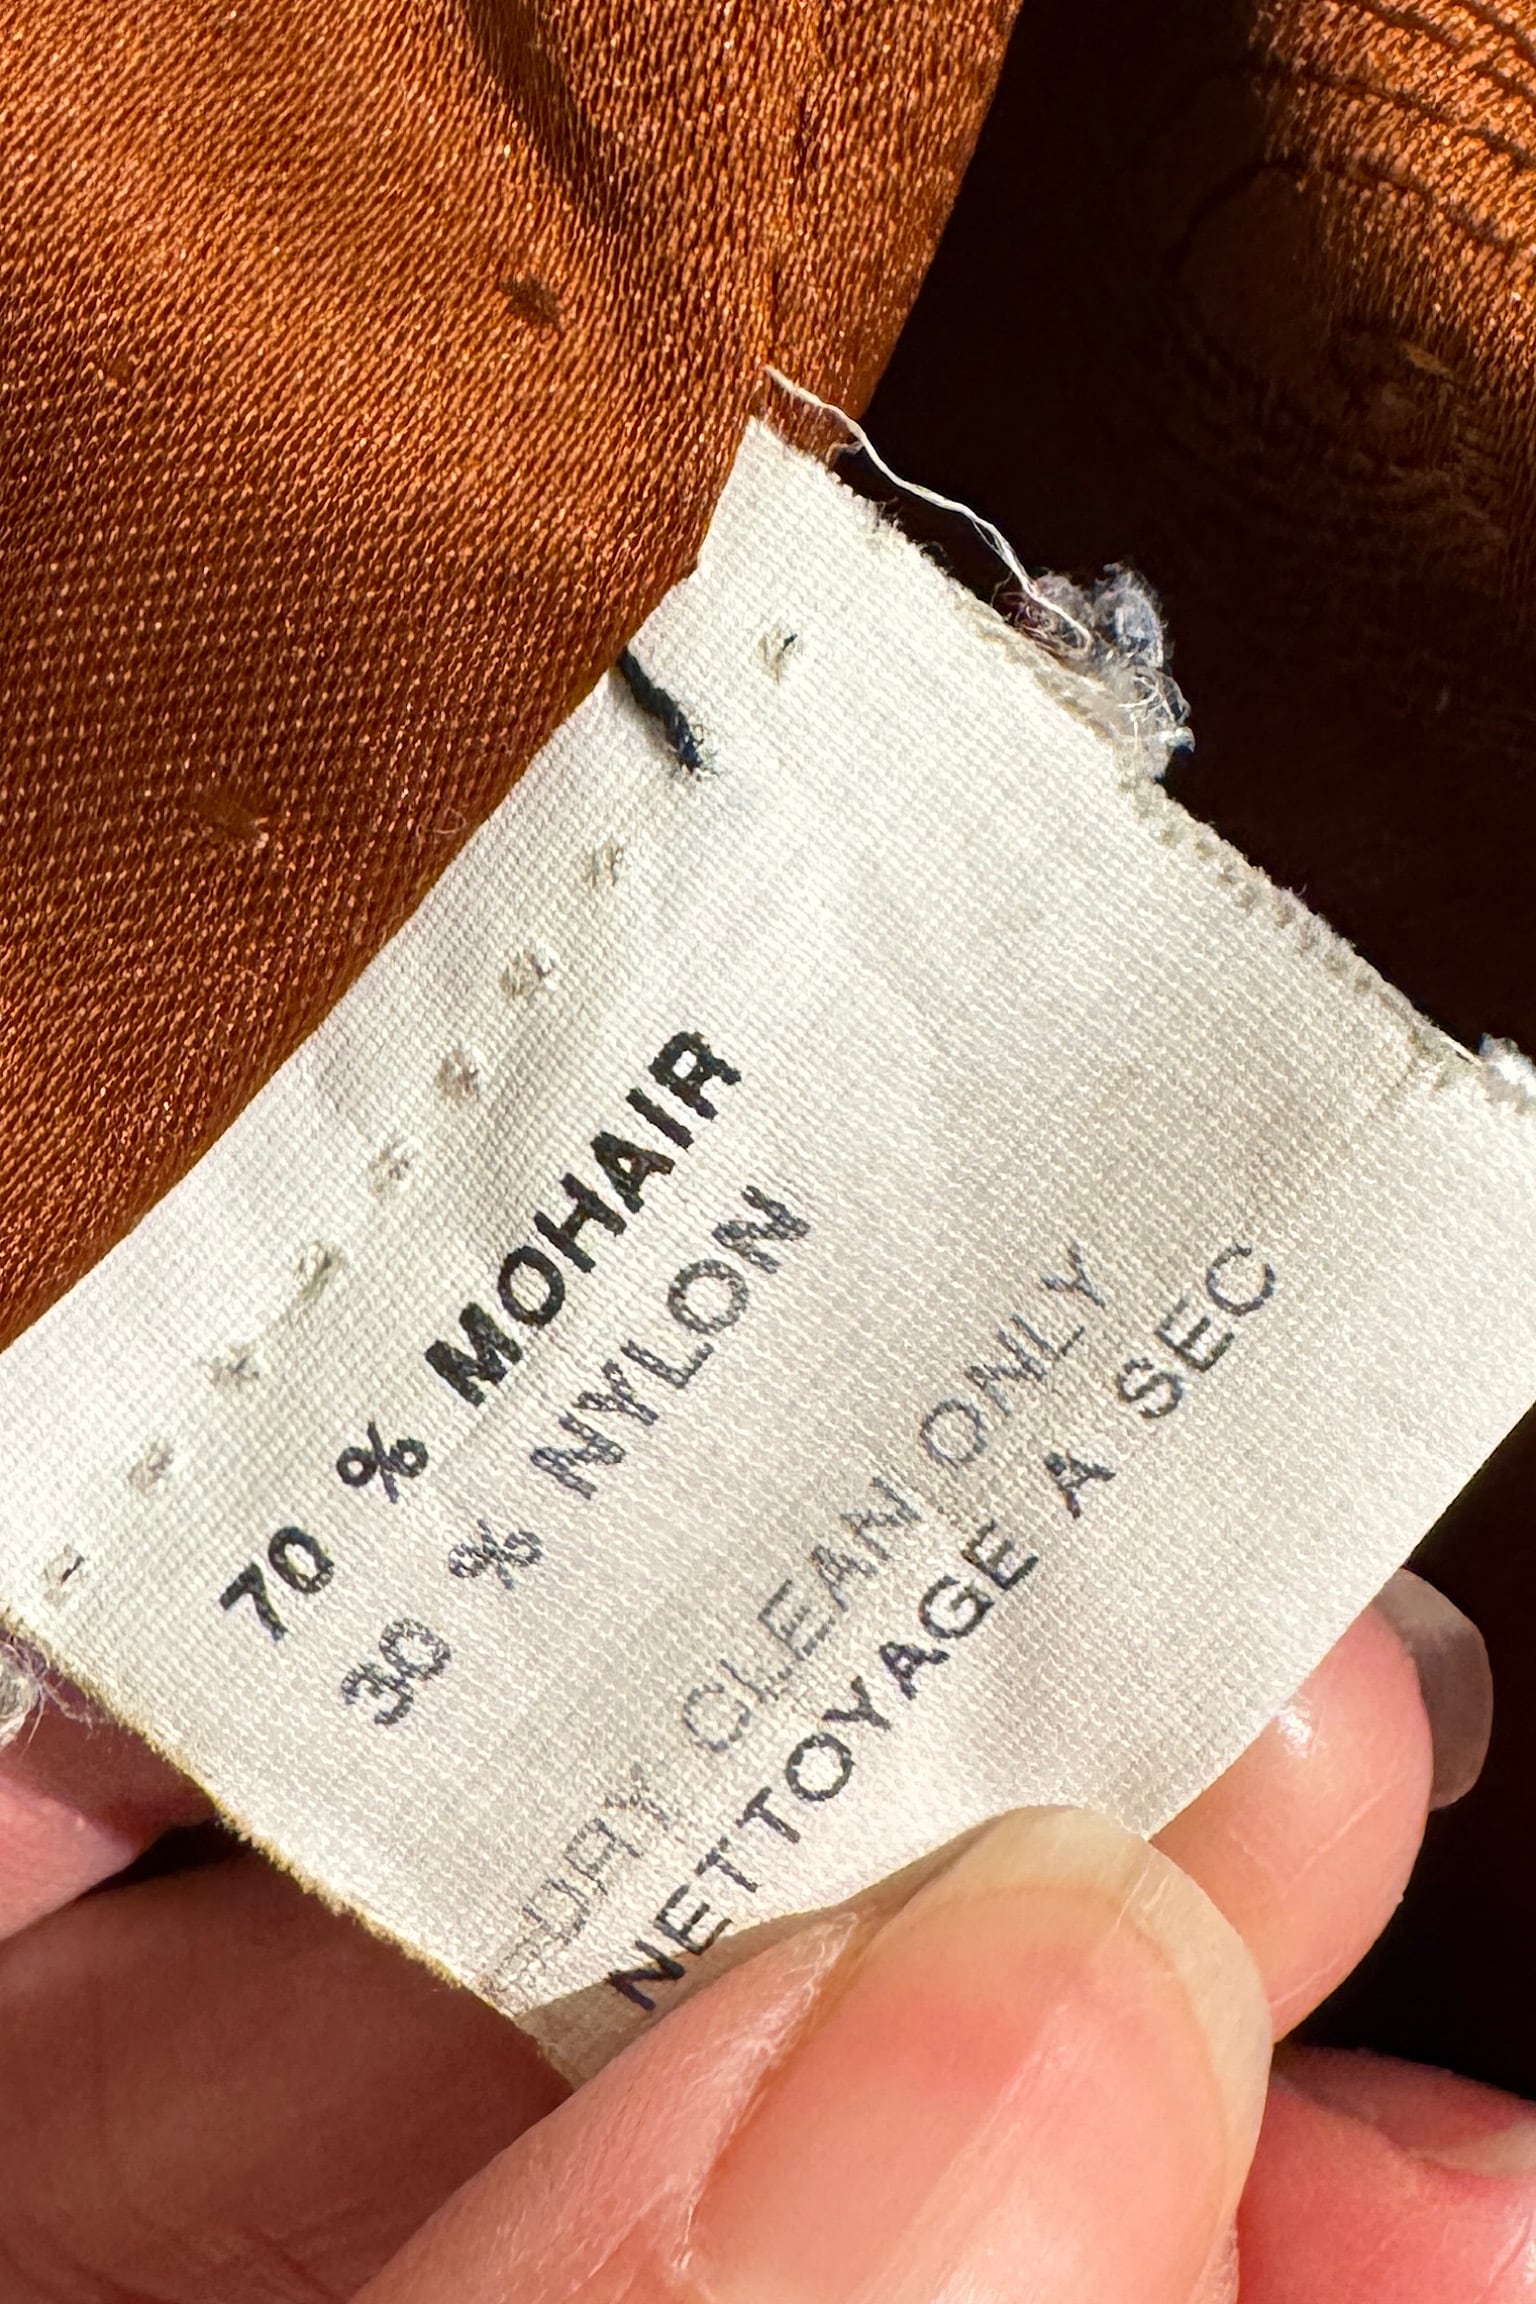 70 % MOHAIR
30 % NYLON
DRY CLEAN ONLY
NETTOYAGE A SEC